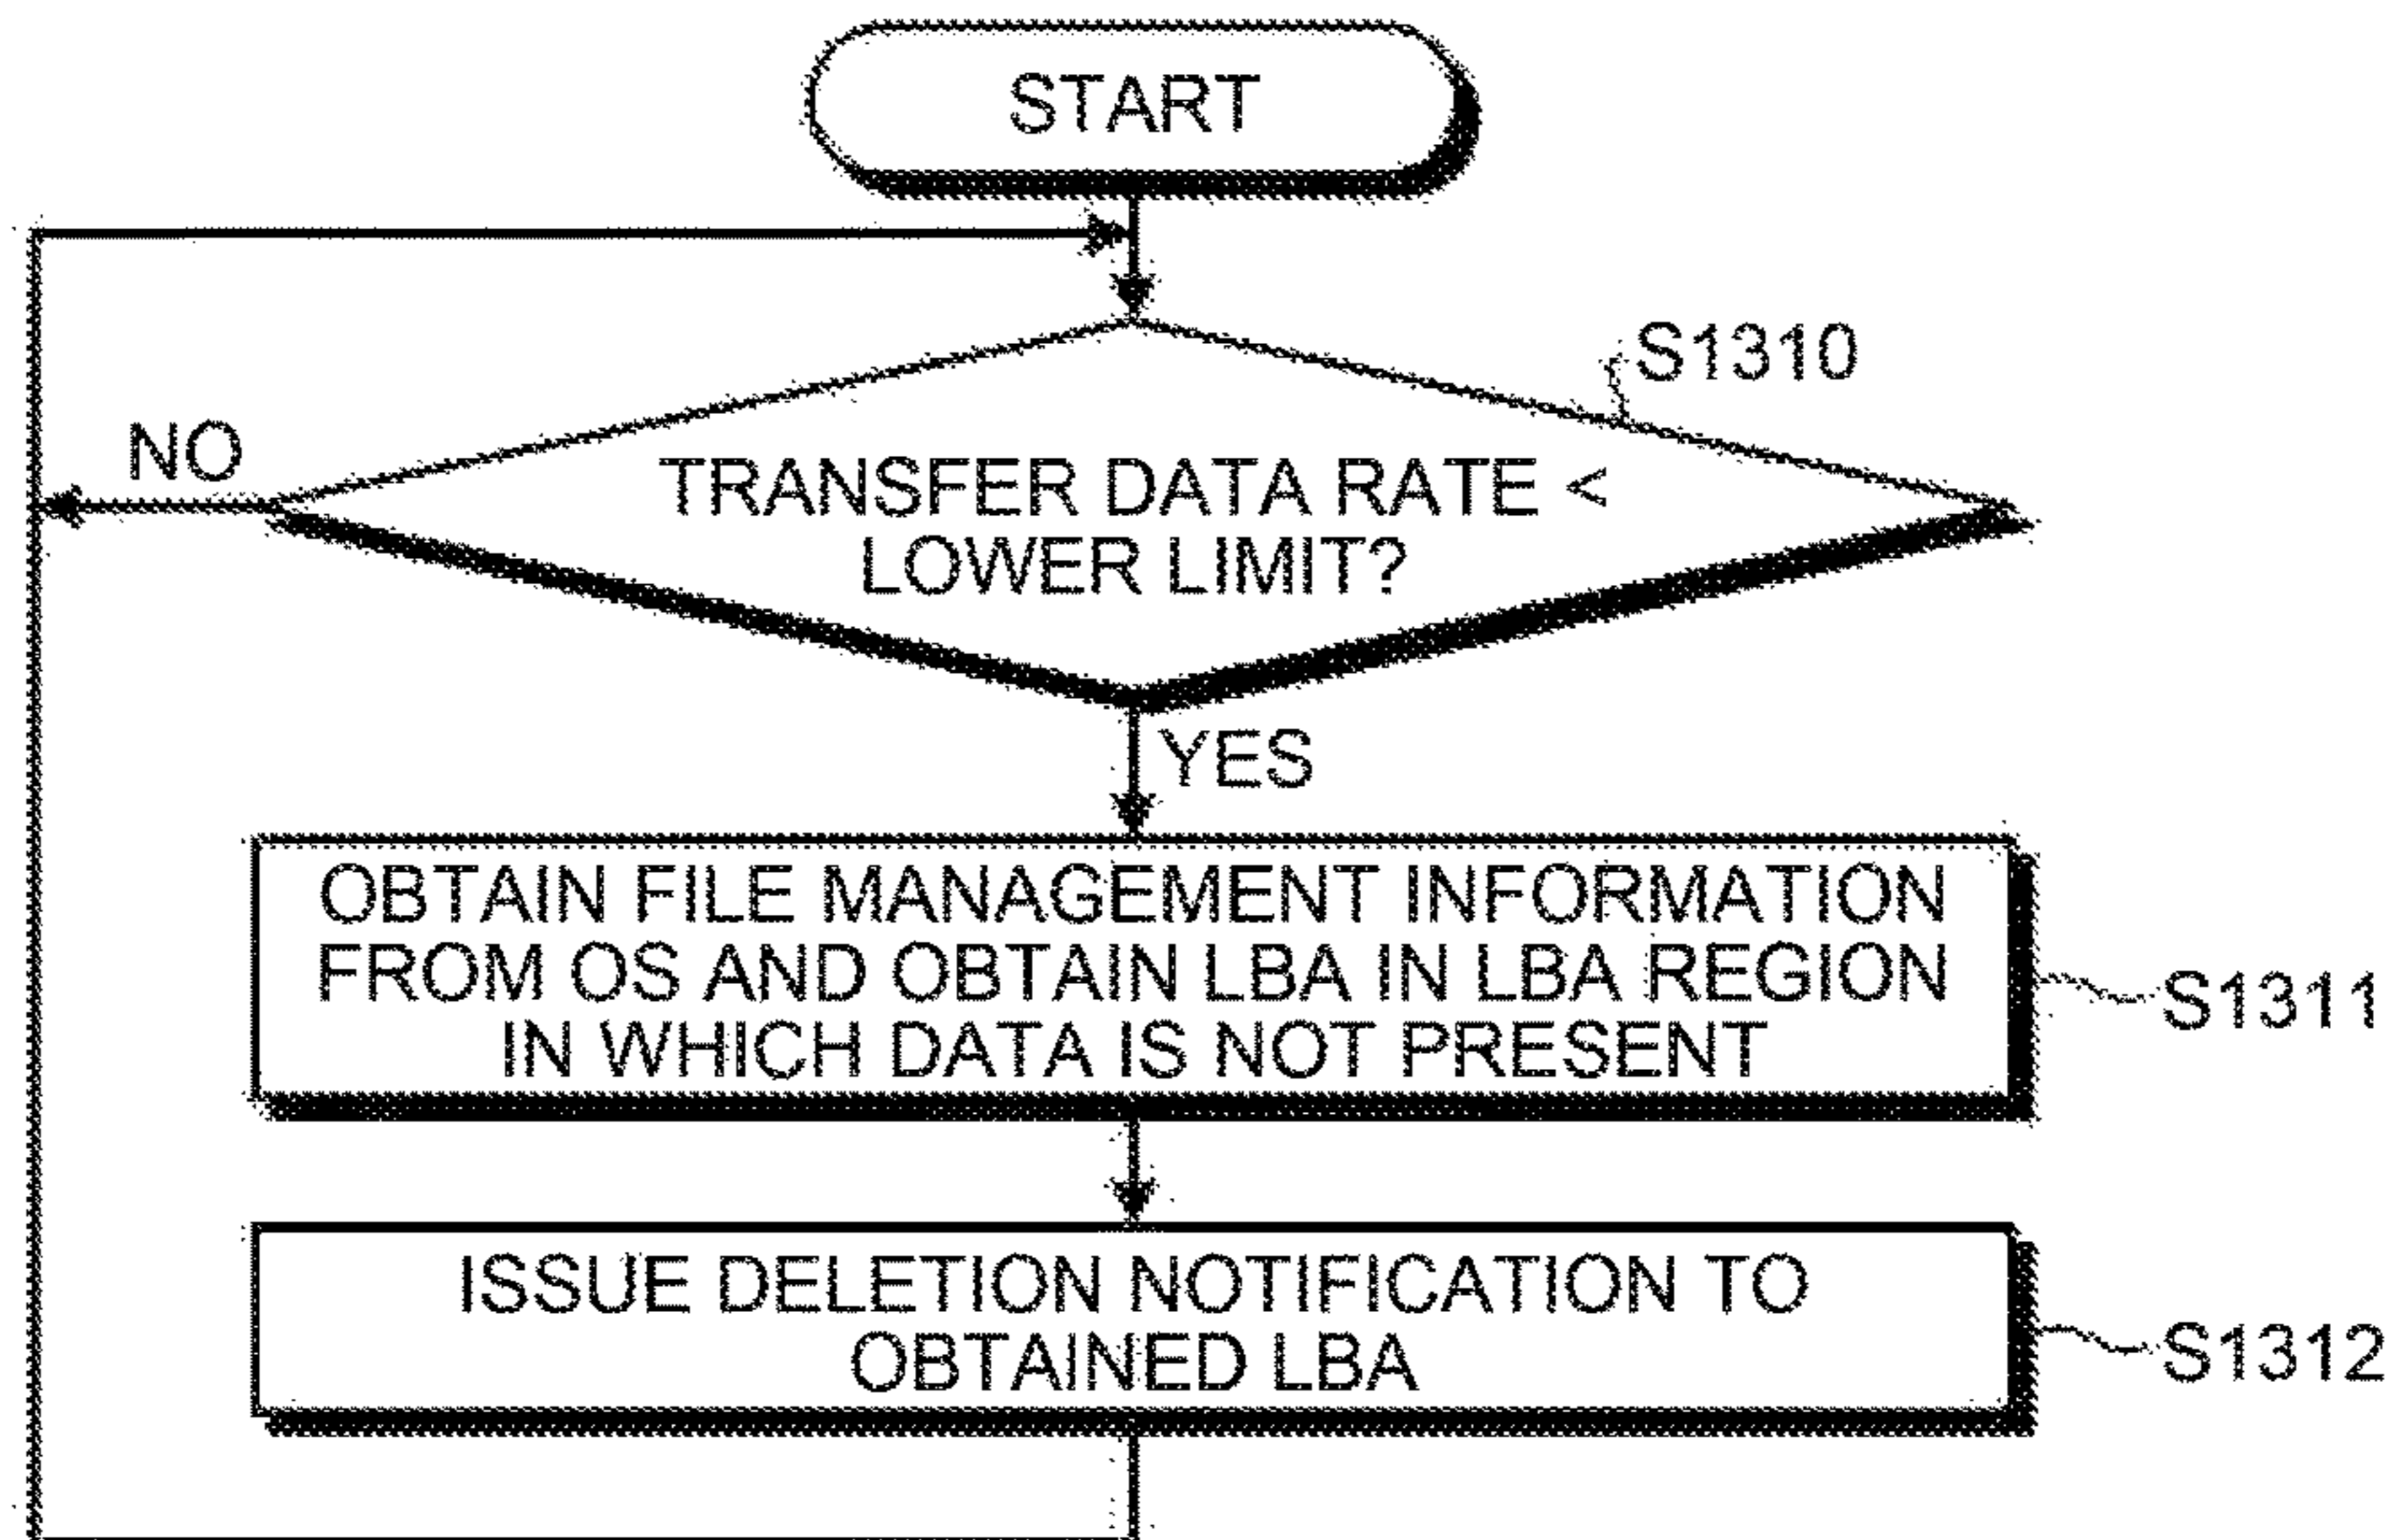 START
S1310
NO
TRANSFER DATA RATE <
LOWER LIMIT?
YES
OBTAIN FILE MANAGEMENT INFORMATION
FROM OS AND OBTAIN LBA IN LBA REGION
IN WHICH DATA IS NOT PRESENT
S1311
ISSUE DELETION NOTIFICATION TO
OBTAINED LBA
S1312